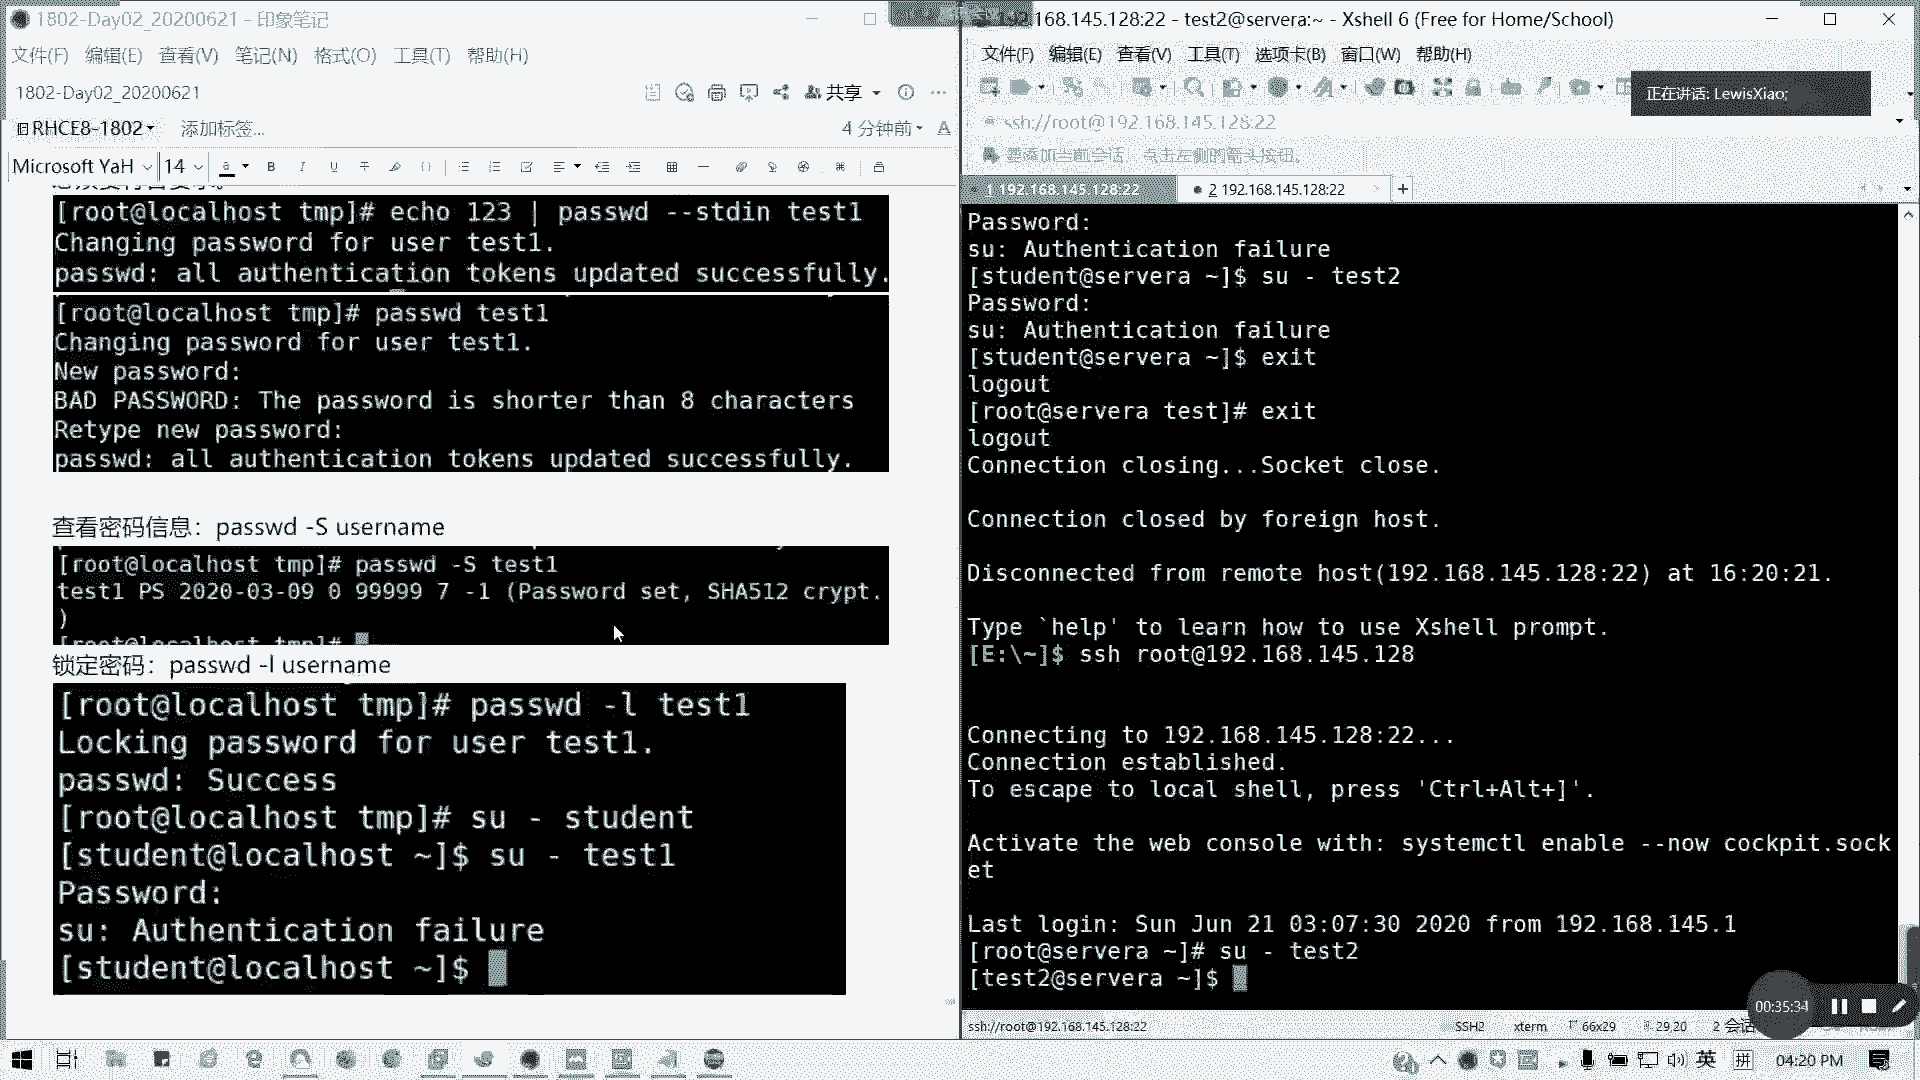 1802-Day02_20200621 - 印象笔记
文件(F) 编辑(E) 查看(V) 笔记(N) 格式(O) 工具(T) 帮助(H)
1802-Day02_20200621
共享
RHCE8-1802
添加标签...
4 分钟前
Microsoft YaH
14
[root@localhost tmp]# echo 123 | passwd --stdin test1
Changing password for user test1.
passwd: all authentication tokens updated successfully.
[root@localhost tmp]# passwd test1
Changing password for user test1.
New password:
BAD PASSWORD: The password is shorter than 8 characters
Retype new password:
passwd: all authentication tokens updated successfully.
查看密码信息：passwd -S username
[root@localhost tmp]# passwd -S test1
test1 PS 2020-03-09 0 99999 7 -1 (Password set, SHA512 crypt.
)
[root@localhost tmp]#
锁定密码：passwd -l username
[root@localhost tmp]# passwd -l test1
Locking password for user test1.
passwd: Success
[root@localhost tmp]# su - student
[student@localhost ~]$ su - test1
Password:
su: Authentication failure
[student@localhost ~]$
192.168.145.128:22 - test2@servera:~ - Xshell 6 (Free for Home/School)
文件(F) 编辑(E) 查看(V) 工具(T) 选项卡(B) 窗口(W) 帮助(H)
正在讲话: LewisXiao;
ssh://root@192.168.145.128:22
要添加当前会话，点击左侧的箭头按钮。
1 192.168.145.128:22
2 192.168.145.128:22
Password:
su: Authentication failure
[student@servera ~]$ su - test2
Password:
su: Authentication failure
[student@servera ~]$ exit
logout
[root@servera test]# exit
logout
Connection closing...Socket close.
Connection closed by foreign host.
Disconnected from remote host(192.168.145.128:22) at 16:20:21.
Type `help' to learn how to use Xshell prompt.
[E:\~]$ ssh root@192.168.145.128
Connecting to 192.168.145.128:22...
Connection established.
To escape to local shell, press 'Ctrl+Alt+]'.
Activate the web console with: systemctl enable --now cockpit.sock
et
Last login: Sun Jun 21 03:07:30 2020 from 192.168.145.1
[root@servera ~]# su - test2
[test2@servera ~]$
00:35:34
ssh://root@192.168.145.128:22
SSH2
xterm
66x29
29,20
2 会话
英
拼
04:20 PM